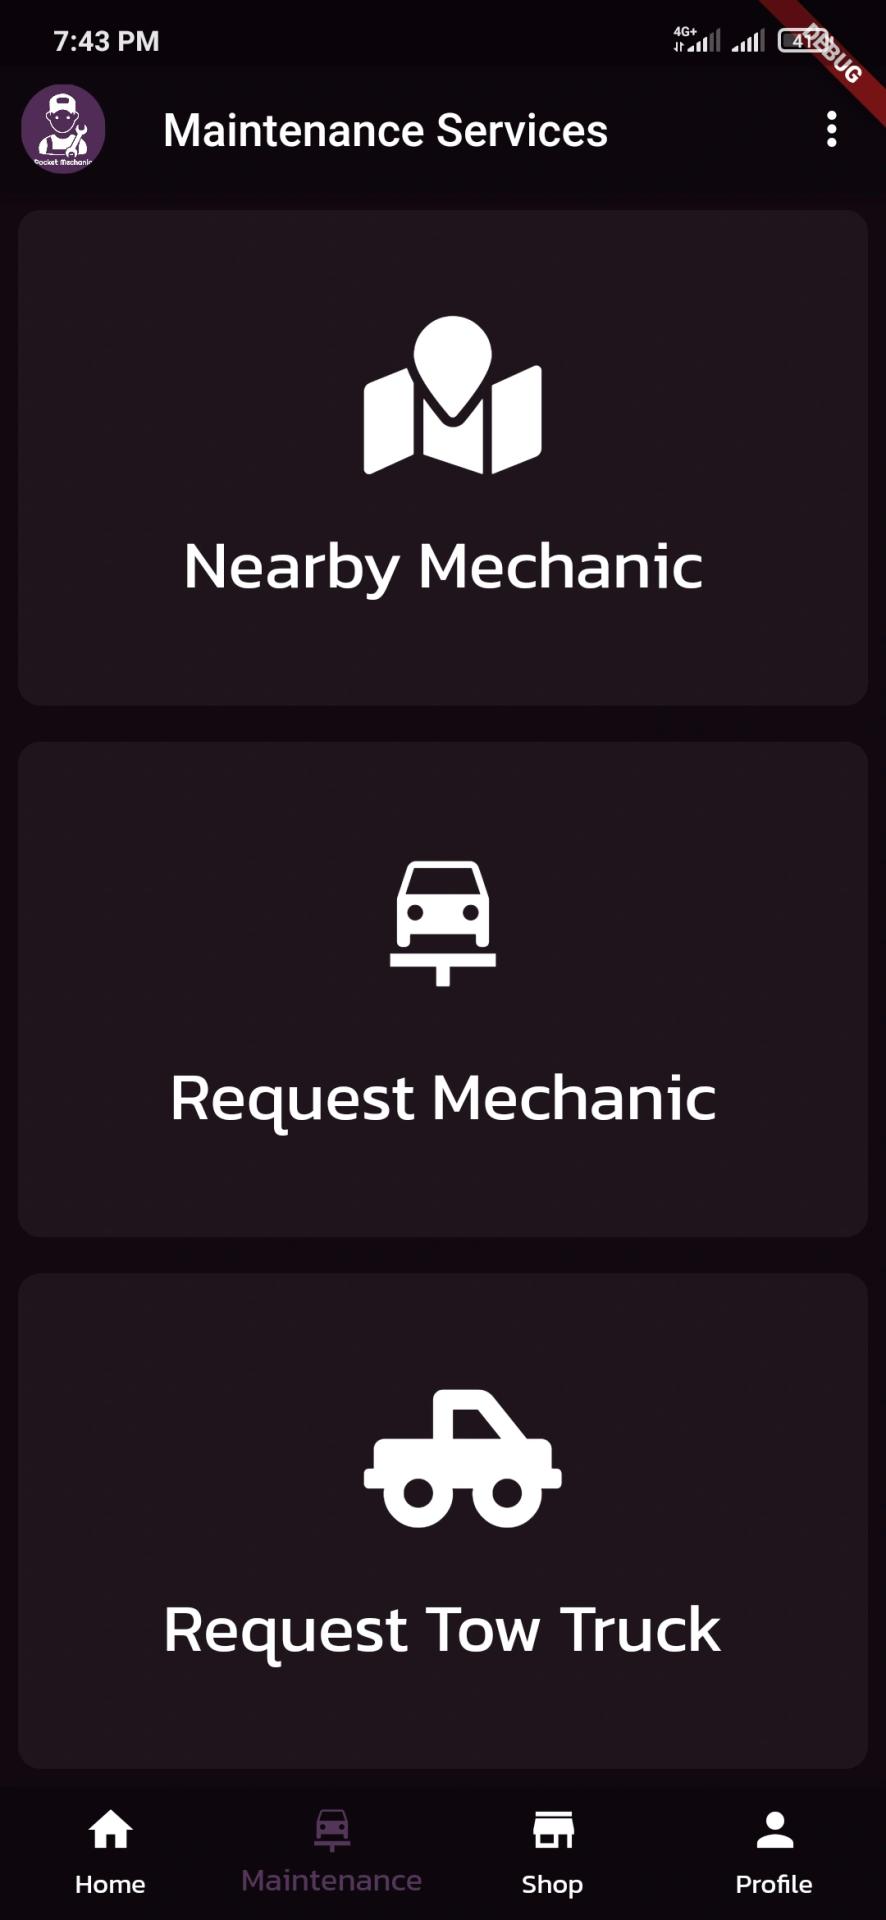 7:43 PM
4G+
41
DEBUG
Pocket Mechanic
Maintenance Services
Nearby Mechanic
Request Mechanic
Request Tow Truck
Home
Maintenance
Shop
Profile